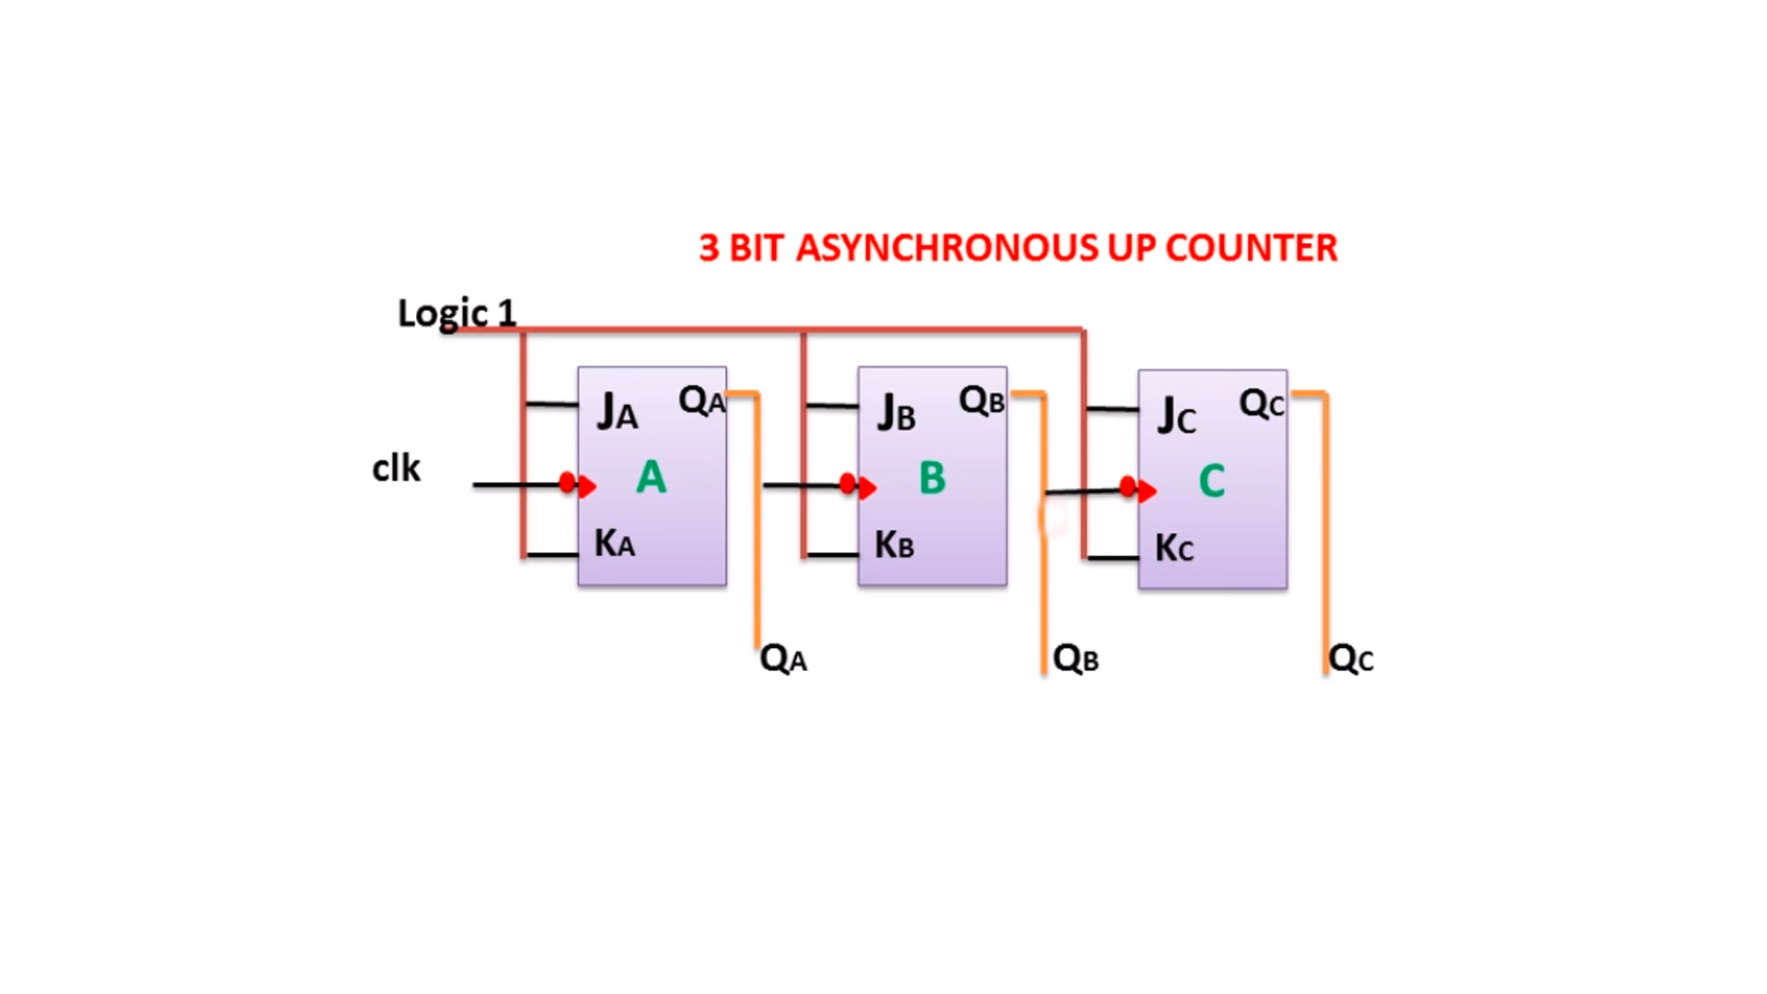 3 BIT ASYNCHRONOUS UP COUNTER
Logic 1
JA QA
JB QB
JC QC
clk
A
B
C
KA
KB
KC
QA
QB
QC